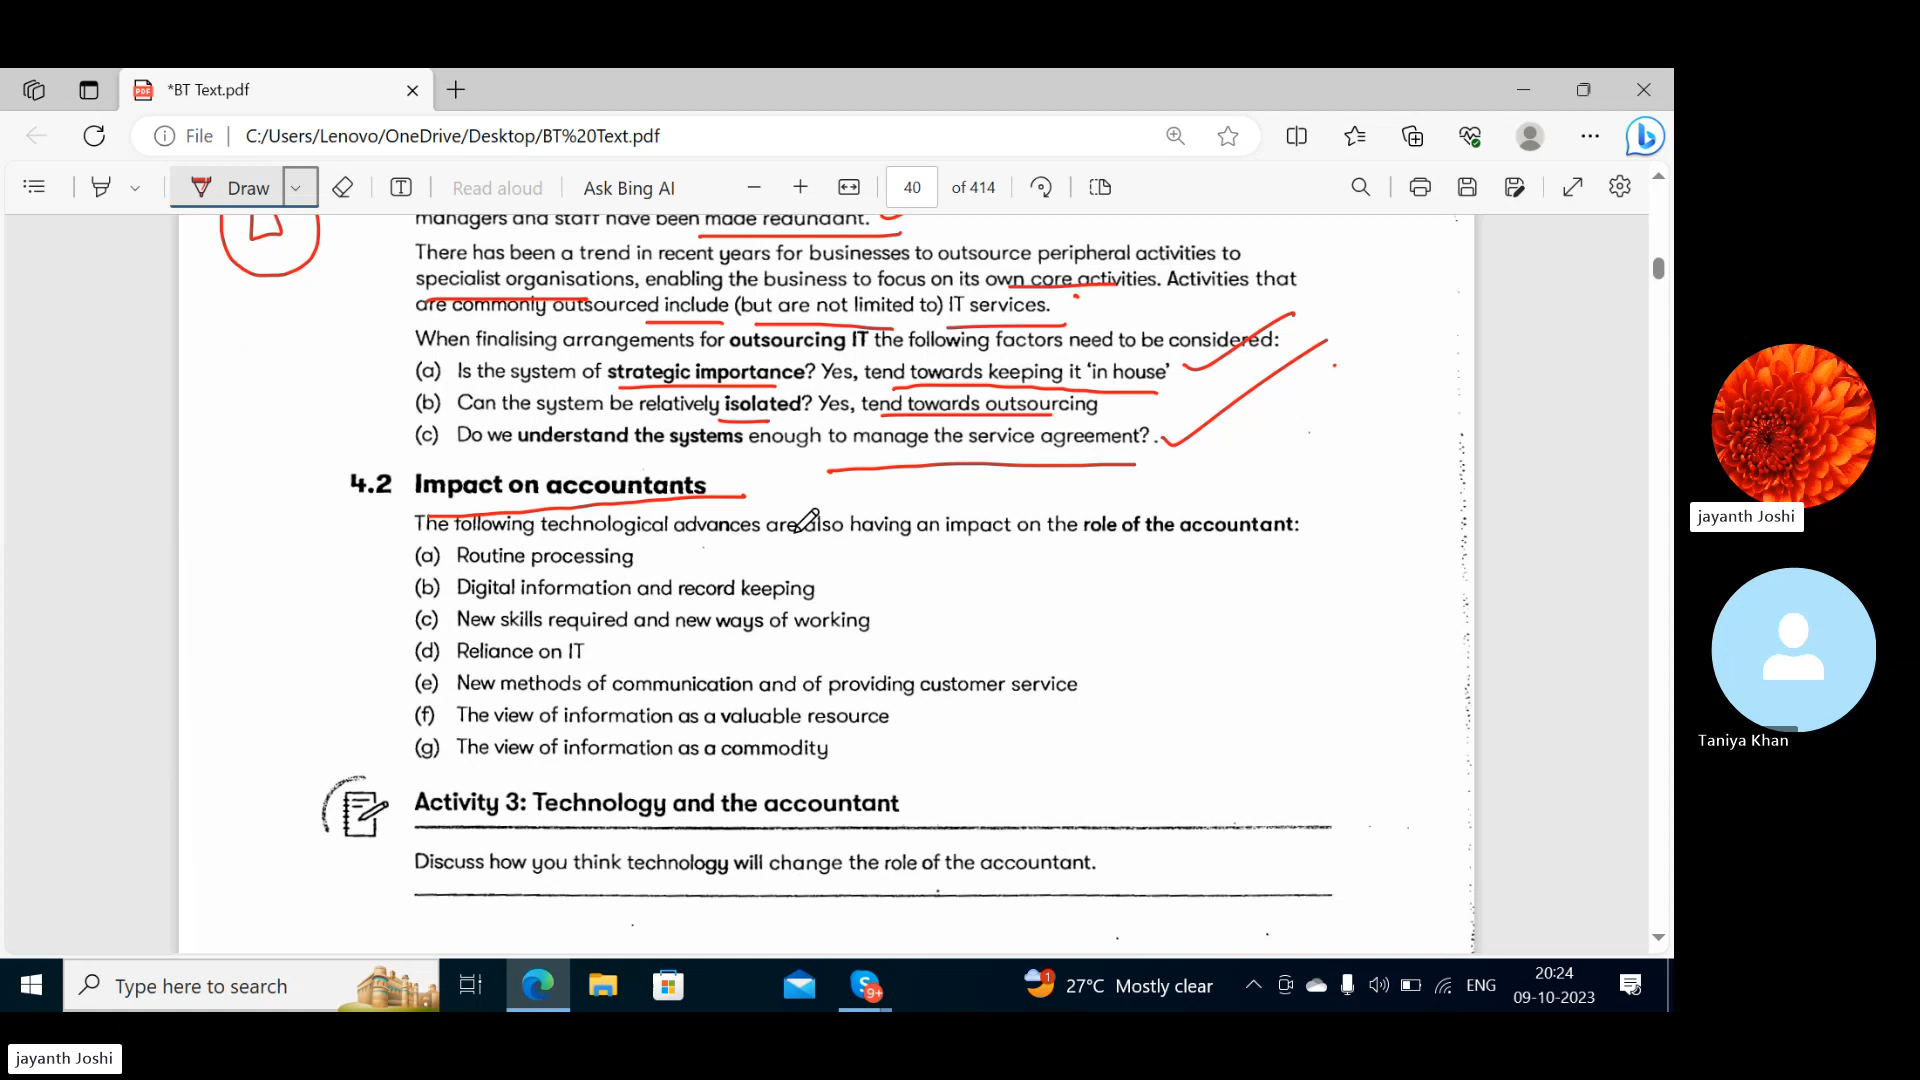 *BT Text.pdf
File
C:/Users/Lenovo/OneDrive/Desktop/BT%20Text.pdf
Draw
Read aloud
Ask Bing AI
40
of 414
managers and staff have been made redundant.
There has been a trend in recent years for businesses to outsource peripheral activities to
specialist organisations, enabling the business to focus on its own core activities. Activities that
are commonly outsourced include (but are not limited to) IT services.
When finalising arrangements for outsourcing IT the following factors need to be considered:
(a) Is the system of strategic importance? Yes, tend towards keeping it ‘in house’
(b) Can the system be relatively isolated? Yes, tend towards outsourcing
(c) Do we understand the systems enough to manage the service agreement?
4.2 Impact on accountants
The following technological advances are also having an impact on the role of the accountant:
(a) Routine processing
(b) Digital information and record keeping
(c) New skills required and new ways of working
(d) Reliance on IT
(e) New methods of communication and of providing customer service
(f) The view of information as a valuable resource
(g) The view of information as a commodity
Activity 3: Technology and the accountant
Discuss how you think technology will change the role of the accountant.
jayanth Joshi
Taniya Khan
Type here to search
9+
1
27°C Mostly clear
ENG
20:24
09-10-2023
jayanth Joshi